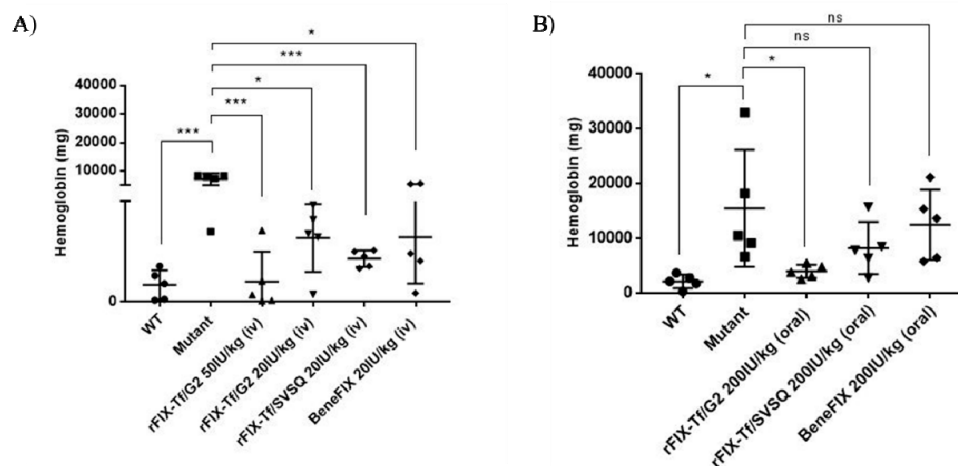 A)
*
***
*
***
***
40000
30000
20000
10000
0
Hemoglobin (mg)
WT
Mutant
rFIX-Tf/G2 50IU/kg (iv)
rFIX-Tf/G2 20IU/kg (iv)
rFIX-Tf/SVSQ 20IU/kg (iv)
BeneFIX 20IU/kg (iv)
B)
ns
ns
*
*
40000
30000
20000
10000
0
Hemoglobin (mg)
WT
Mutant
rFIX-Tf/G2 200IU/kg (oral)
rFIX-Tf/SVSQ 200IU/kg (oral)
BeneFIX 200IU/kg (oral)